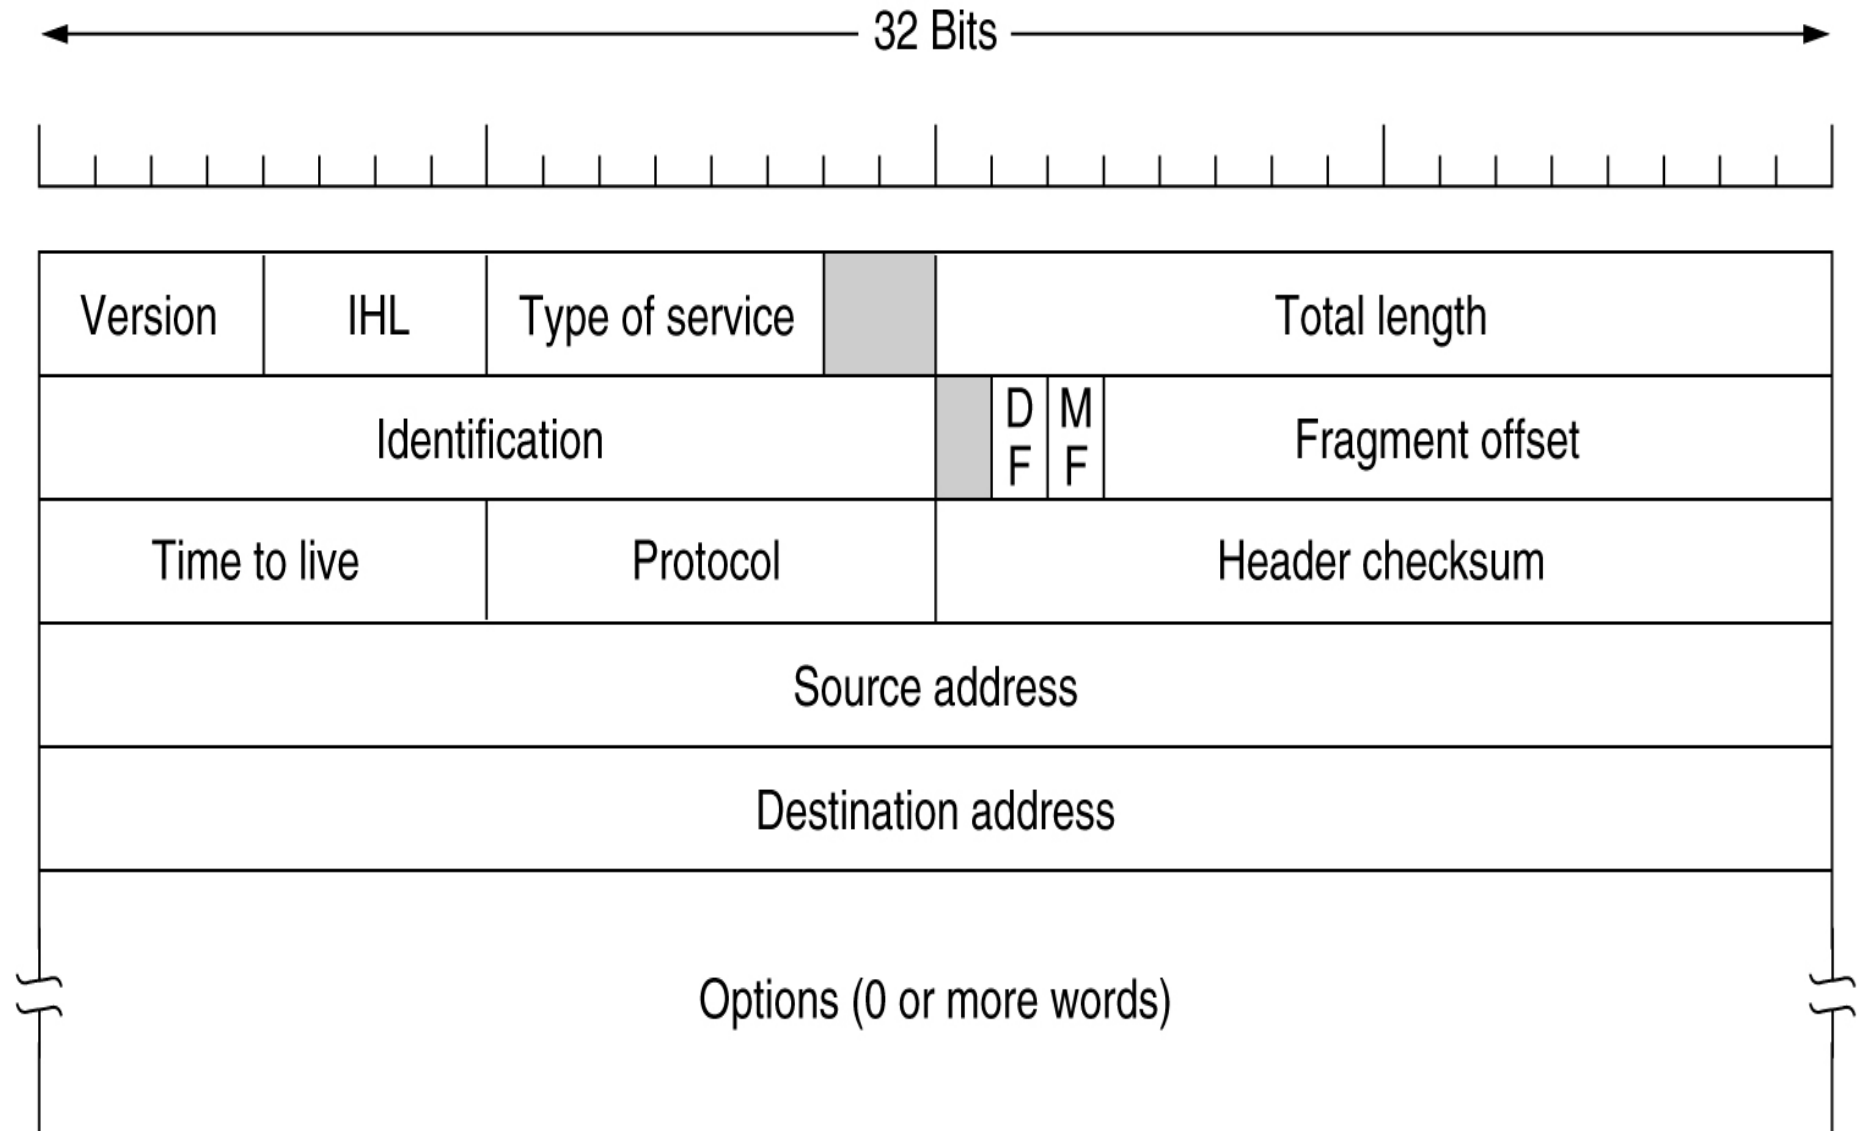 32 Bits
Version IHL Type of service Total length
Identification D F M F Fragment offset
Time to live Protocol Header checksum
Source address
Destination address
Options (0 or more words)